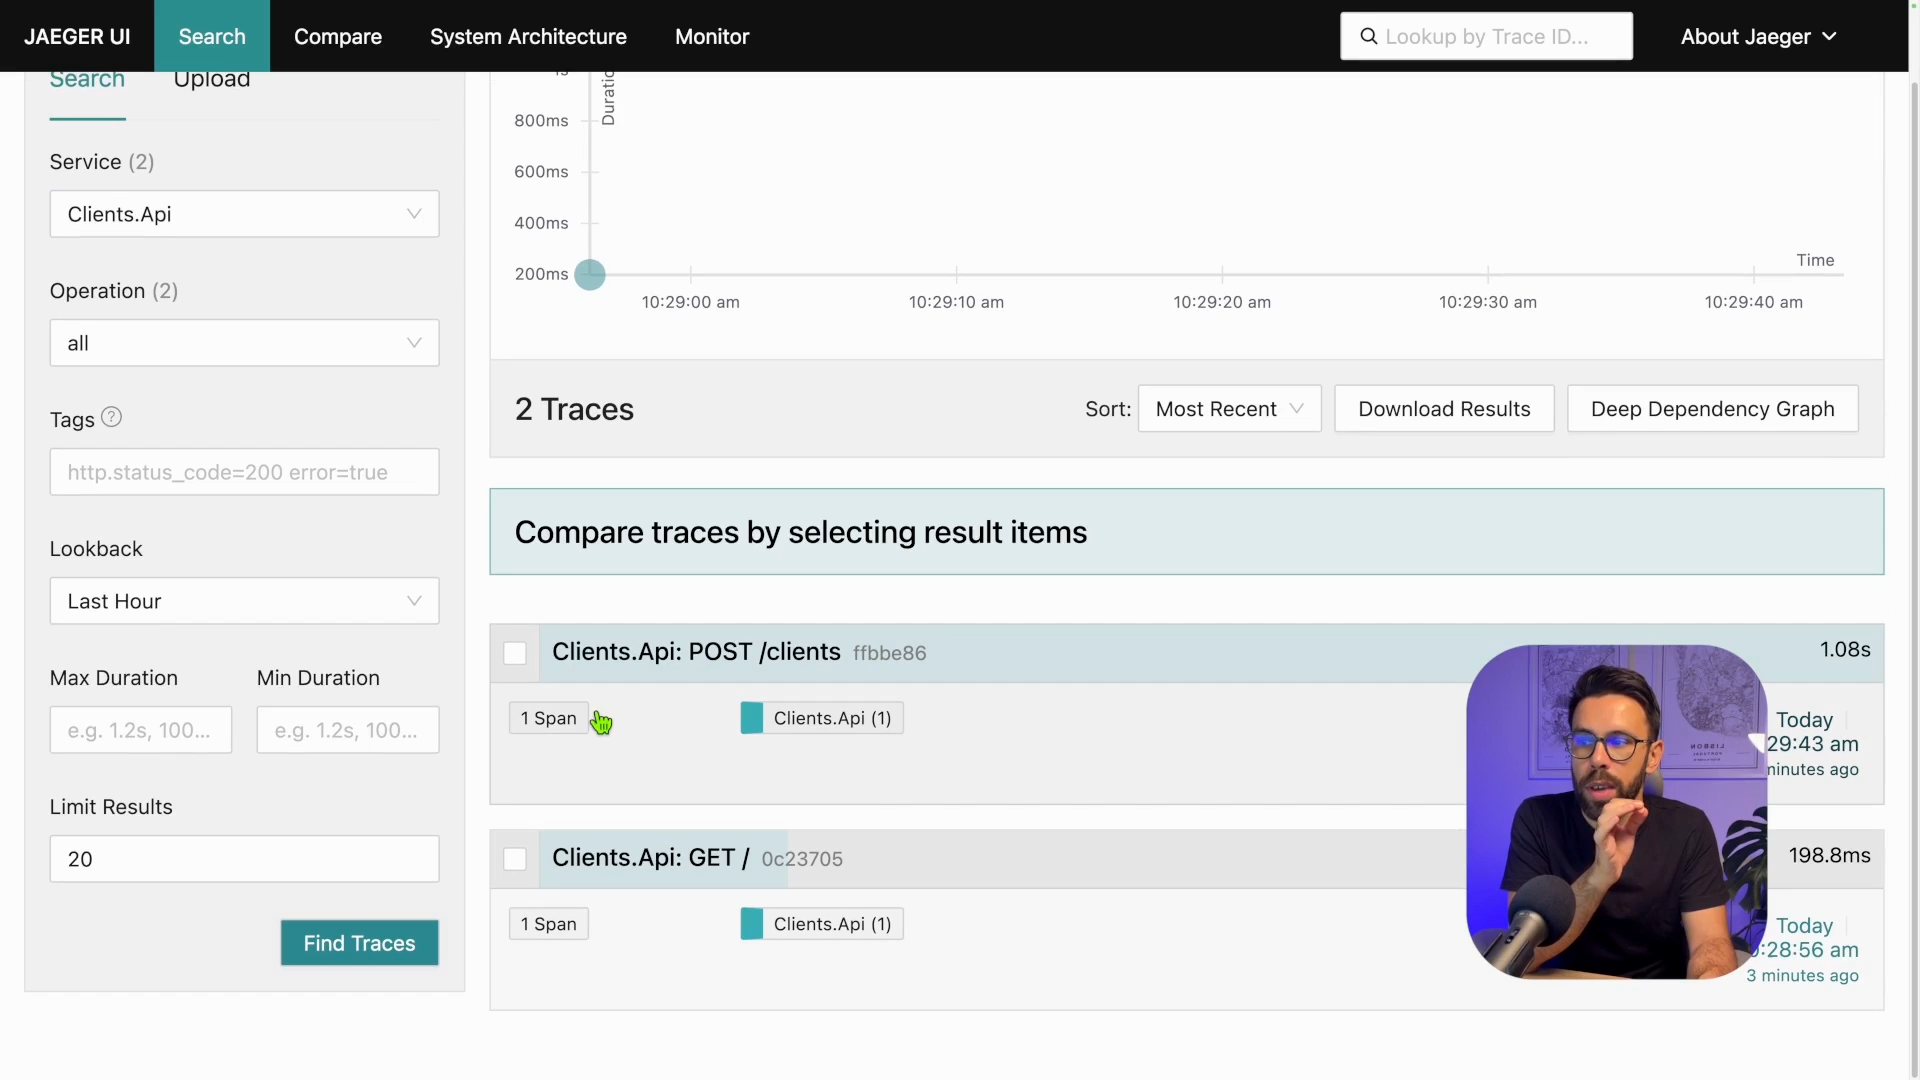 JAEGER UI
Search
Compare
System Architecture
Monitor
Lookup by Trace ID...
About Jaeger
Search
Upload
Service (2)
Clients.Api
Operation (2)
all
Tags
http.status_code=200 error=true
Lookback
Last Hour
Max Duration
Min Duration
e.g. 1.2s, 100...
e.g. 1.2s, 100...
Limit Results
20
Find Traces
800ms
600ms
400ms
200ms
Time
10:29:00 am
10:29:10 am
10:29:20 am
10:29:30 am
10:29:40 am
2 Traces
Sort:
Most Recent
Download Results
Deep Dependency Graph
Compare traces by selecting result items
Clients.Api: POST /clients ffbbe86
1.08s
1 Span
Clients.Api (1)
Today
29:43 am
minutes ago
Clients.Api: GET / 0c23705
198.8ms
1 Span
Clients.Api (1)
Today
:28:56 am
3 minutes ago